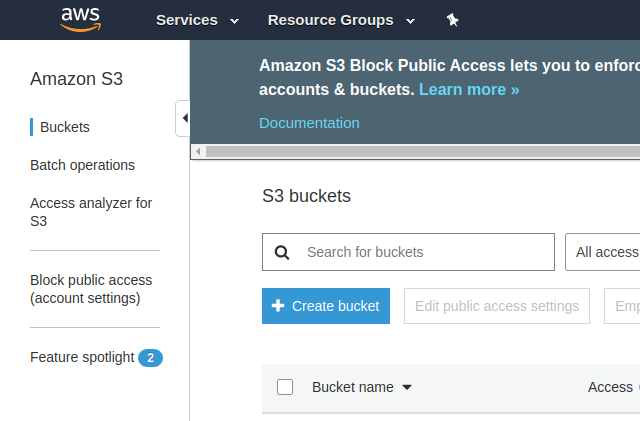 aws Services Resource Groups
Amazon S3
Buckets
Batch operations
Access analyzer for
S3
Block public access
(account settings)
Feature spotlight 2
Amazon S3 Block Public Access lets you to enforc
accounts & buckets. Learn more »
Documentation
S3 buckets
Search for buckets All access
Create bucket Edit public access settings Emp
Bucket name Access